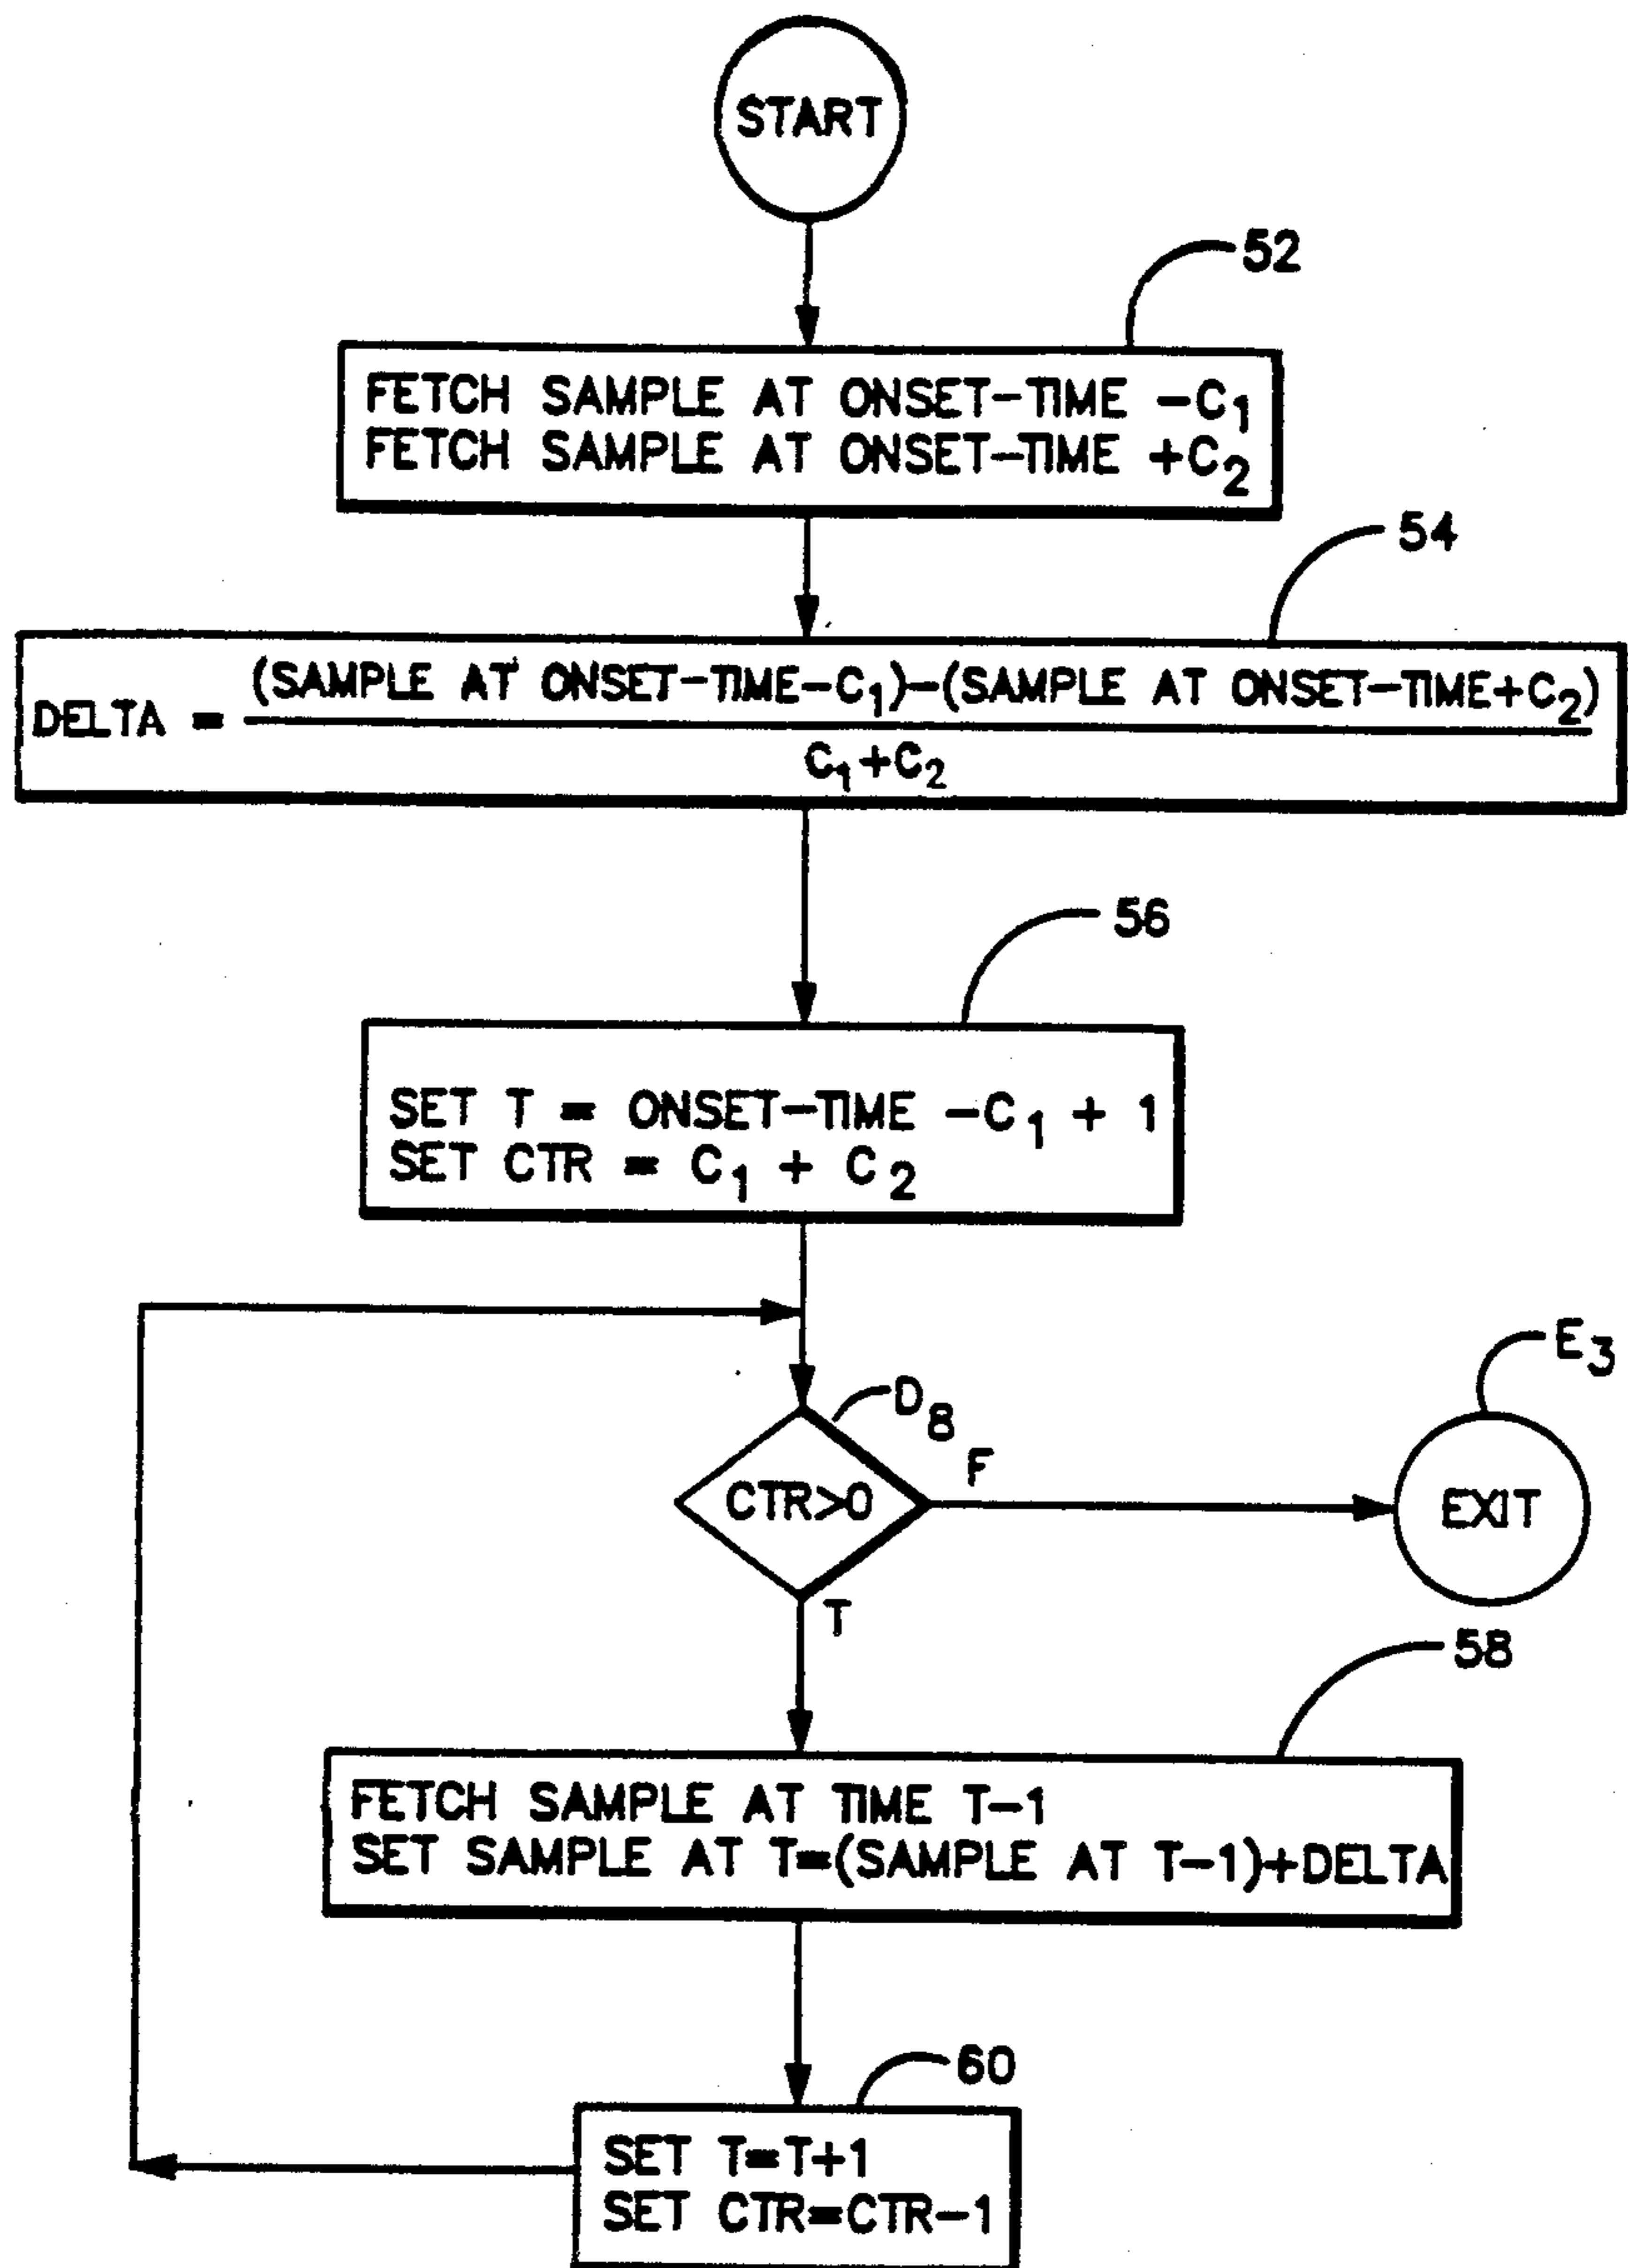 START
52
FETCH SAMPLE AT ONSET-TIME -C₁
FETCH SAMPLE AT ONSET-TIME +C₂
54
(SAMPLE AT ONSET-TIME-C₁)-(SAMPLE AT ONSET-TIME+C₂)
DELTA =
C₁+C₂
56
SET T = ONSET-TIME -C₁ + 1
SET CTR = C₁ + C₂
E₃
D₈
F
CTR>0
EXIT
T
58
FETCH SAMPLE AT TIME T-1
SET SAMPLE AT T=(SAMPLE AT T-1)+DELTA
60
SET T=T+1
SET CTR=CTR-1